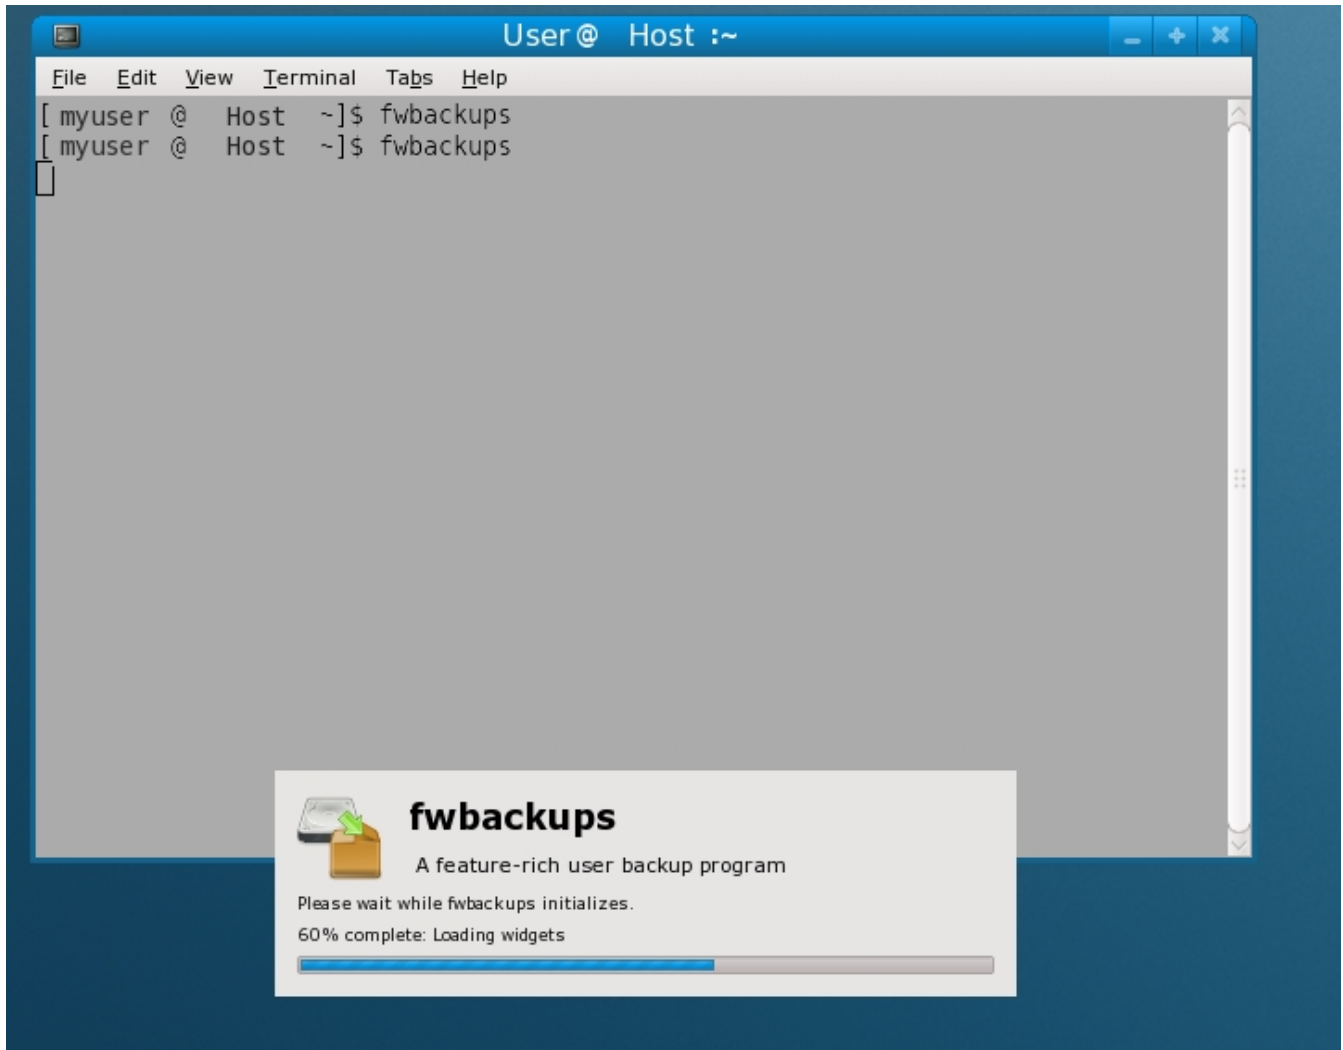 User@ Host :~
File Edit View Terminal Tabs Help
[ myuser @ Host ~]$ fwbackups
[ myuser @ Host ~]$ fwbackups
fwbackups
A feature-rich user backup program
Please wait while fwbackups initializes.
60% complete: Loading widgets